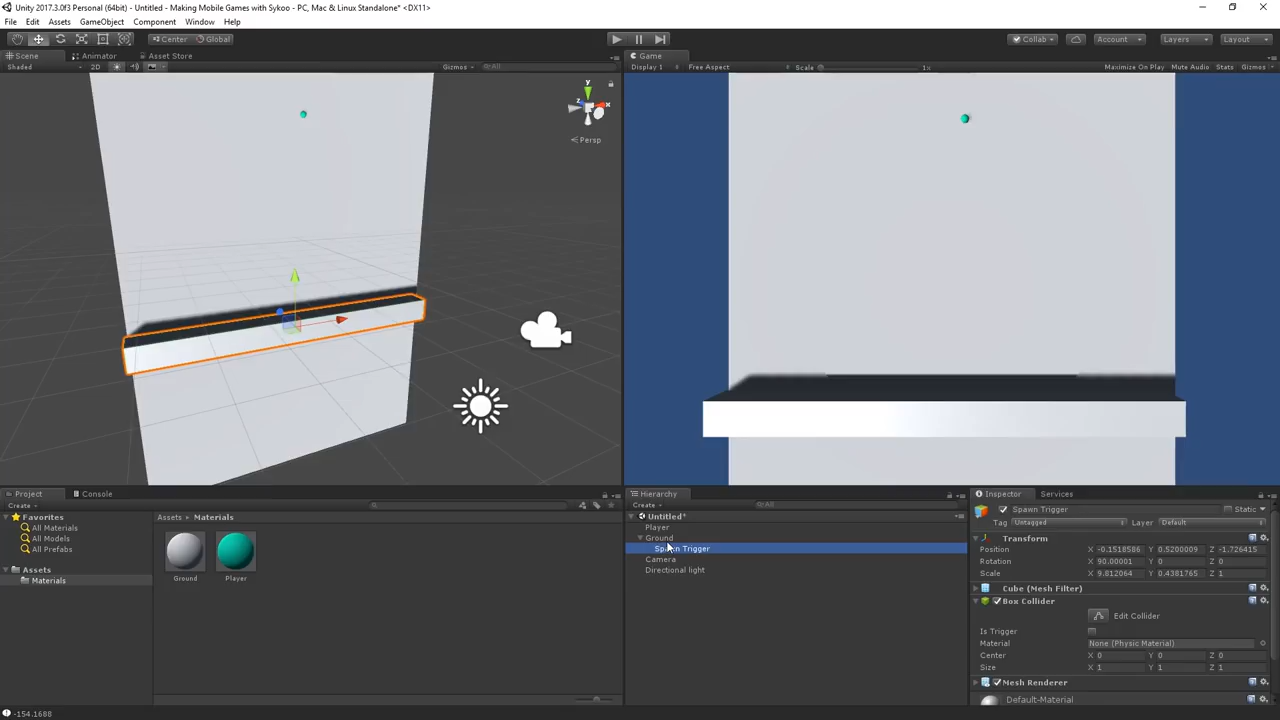 Unity 2017.3.0f3 Personal (64bit) - Untitled - Making Mobile Games with Sykoo - PC, Mac & Linux Standalone* <DX11>
File Edit Assets GameObject Component Window Help
Center Global Collab Account Layers Layout
Scene Animator Asset Store Game
Shaded 2D Gizmos All Display 1 Free Aspect Scale 1x Maximize On Play Mute Audio Stats Gizmos
y
x
z
Persp
Project Console Hierarchy Inspector Services
Create Create All
Favorites
All Materials
All Models
All Prefabs
Assets
Materials
Assets Materials
Ground Player
Untitled*
Player
Ground
Spawn Trigger
Camera
Directional light
Spawn Trigger Static
Tag Untagged Layer Default
Transform
Position X -0.1518586 Y 0.5200009 Z -1.726415
Rotation X 90.00001 Y 0 Z 0
Scale X 9.812064 Y 0.4381765 Z 1
Cube (Mesh Filter)
Box Collider
Edit Collider
Is Trigger
Material None (Physic Material)
Center X 0 Y 0 Z 0
Size X 1 Y 1 Z 1
Mesh Renderer
Default-Material
-154.1688